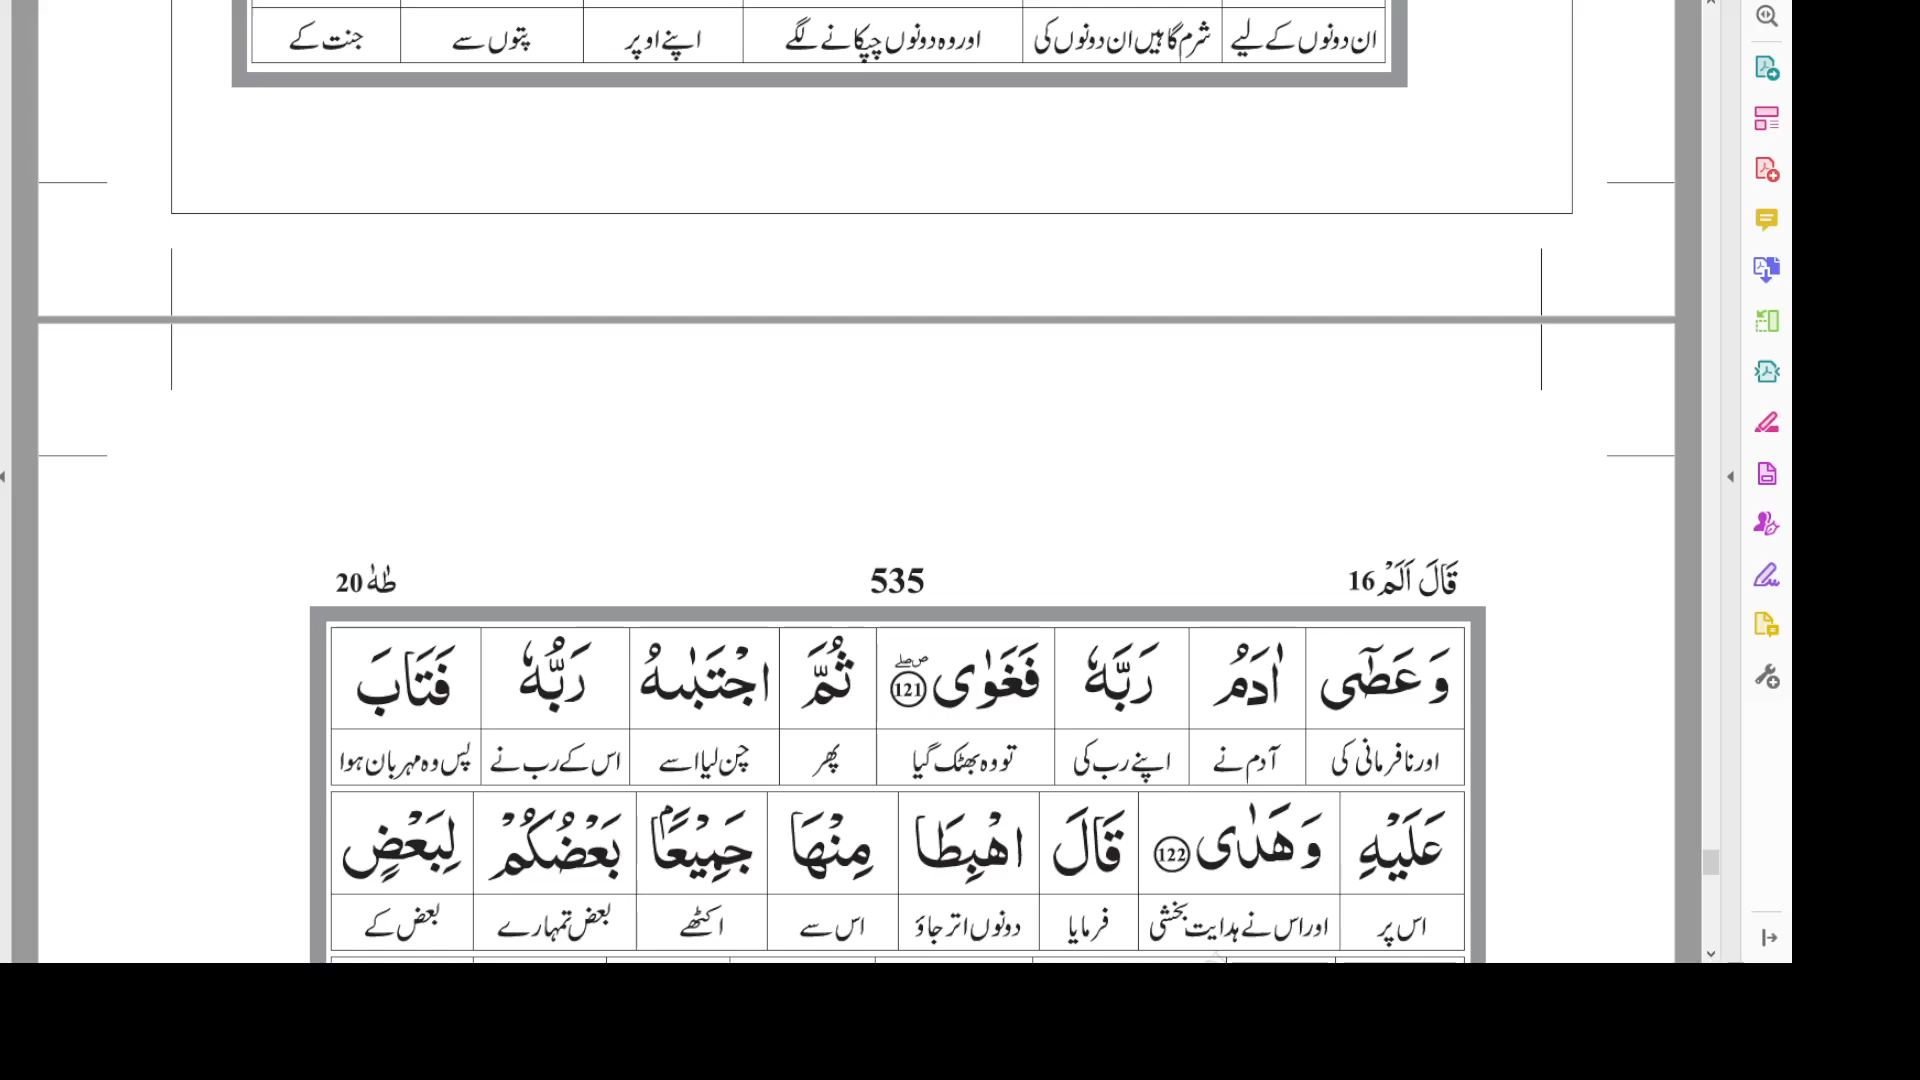 ان دونوں کے لیے شرم گاہیں ان دونوں کی اور وہ دونوں چپکانے لگے اپنے اوپر پتوں سے جنت کے
قَالَ اَلَمْ 16 535 طٰهٰ 20
وَ عَصٰٓى اٰدَمُ رَبَّهٗ فَغَوٰى ۖ 121 ثُمَّ اجْتَبٰىهُ رَبُّهٗ فَتَابَ
اور نافرمانی کی آدم نے اپنے رب کی تو وہ بھٹک گیا پھر چن لیا اسے اس کے رب نے پس وہ مہربان ہوا
عَلَيْهِ وَ هَدٰى 122 قَالَ اهْبِطَا مِنْهَا جَمِيْعًۢا بَعْضُكُمْ لِبَعْضٍ
اس پر اور اس نے ہدایت بخشی فرمایا دونوں اتر جاؤ اس سے اکٹھے بعض تمہارے بعض کے